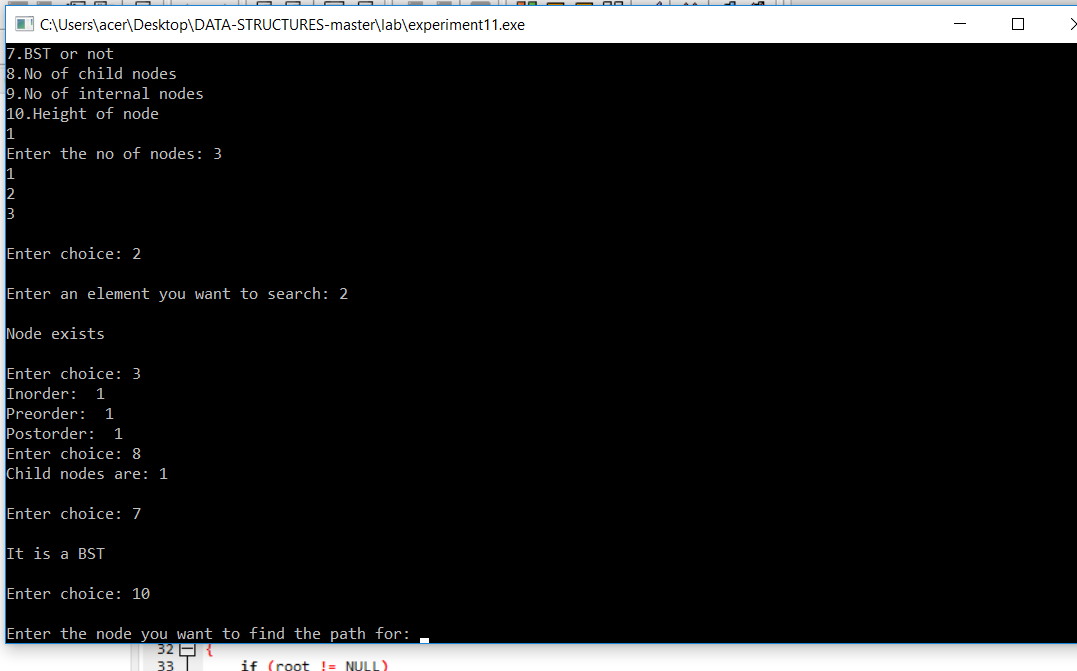 C:\Users\acer\Desktop\DATA-STRUCTURES-master\lab\experiment11.exe
7.BST or not
8.No of child nodes
9.No of internal nodes
10.Height of node
1
Enter the no of nodes: 3
1
2
3
Enter choice: 2
Enter an element you want to search: 2
Node exists
Enter choice: 3
Inorder:  1
Preorder:  1
Postorder:  1
Enter choice: 8
Child nodes are: 1
Enter choice: 7
It is a BST
Enter choice: 10
Enter the node you want to find the path for:
32 {
33 if (root != NULL)